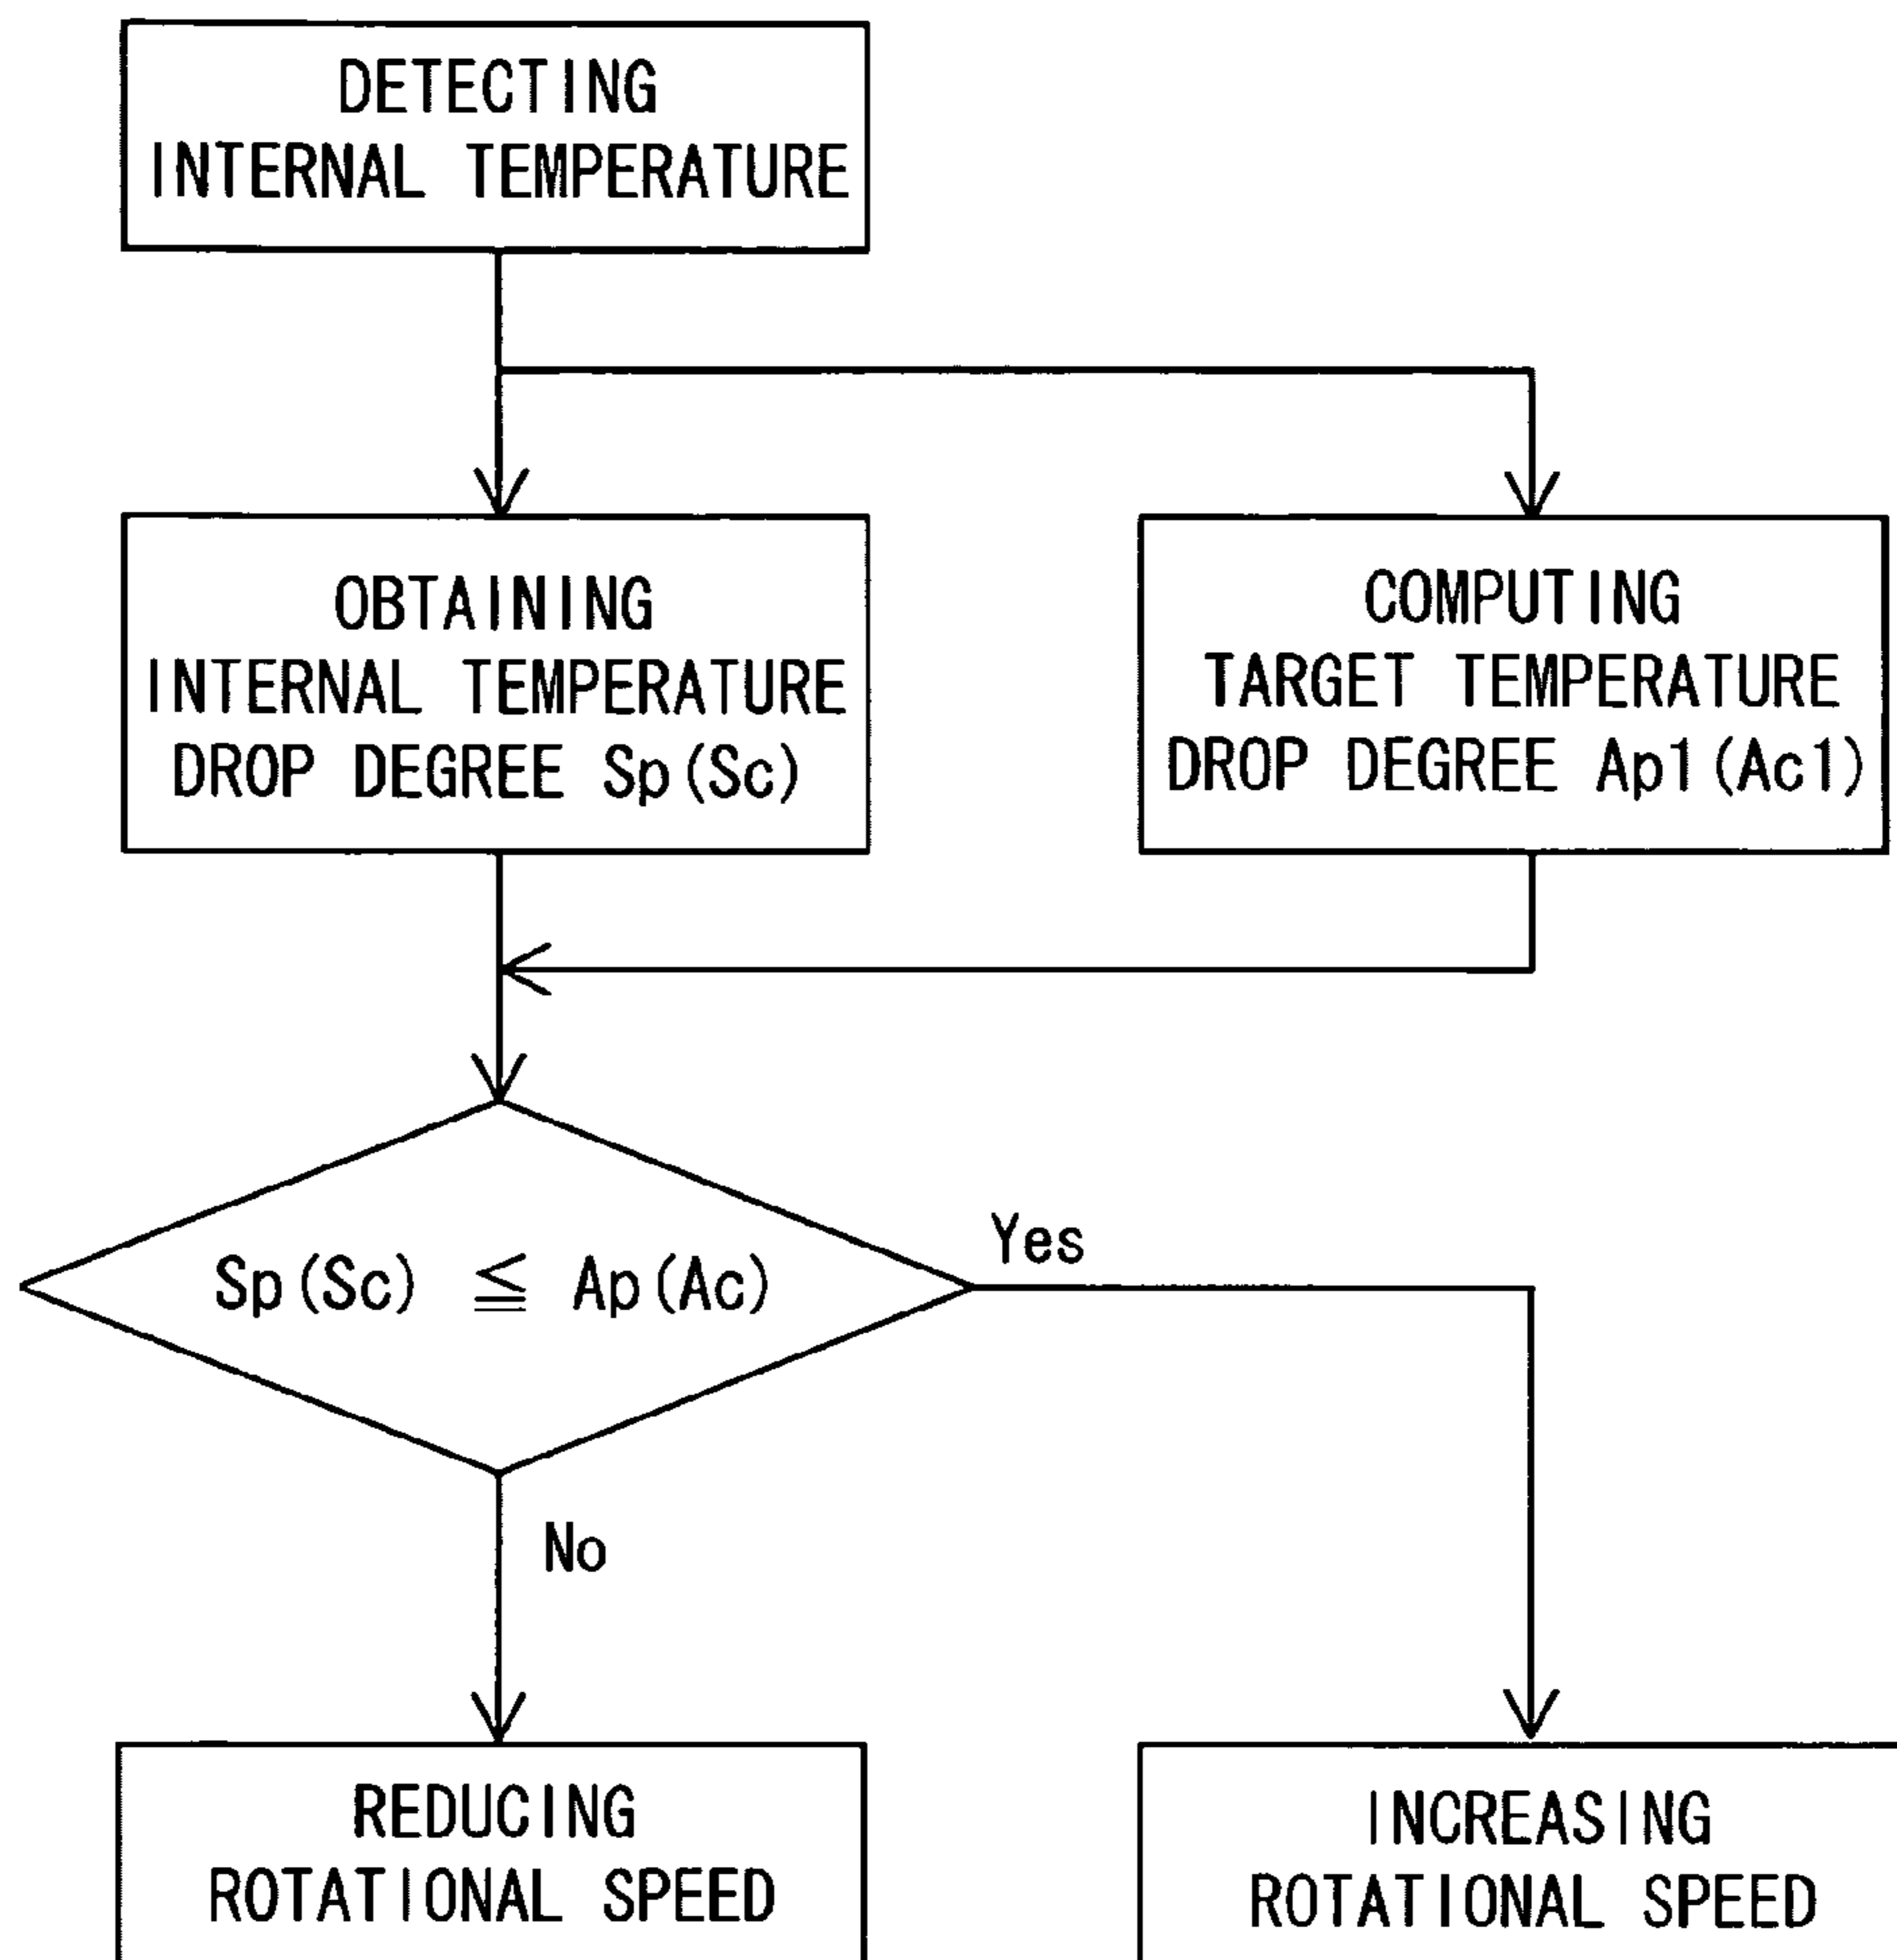 DETECTING
INTERNAL TEMPERATURE
OBTAINING
INTERNAL TEMPERATURE
DROP DEGREE Sp(Sc)
COMPUTING
TARGET TEMPERATURE
DROP DEGREE Ap1(Ac1)
Sp(Sc) ≦ Ap(Ac)
Yes
No
REDUCING
ROTATIONAL SPEED
INCREASING
ROTATIONAL SPEED